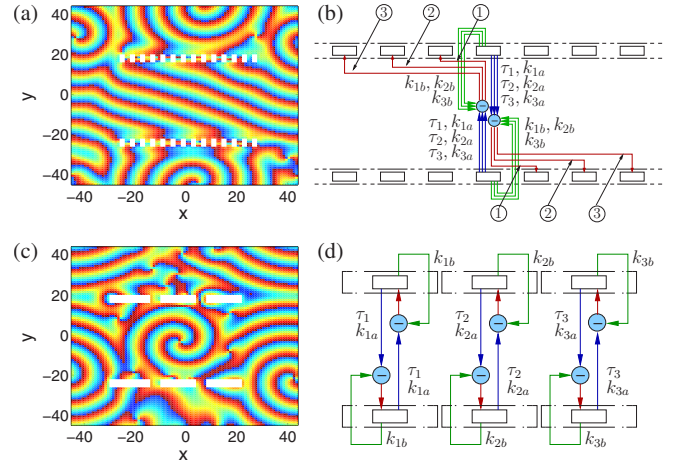 (a)
y
40
20
0
−20
−40
−40 −20 0 20 40
x
(b)
③ ② ①
k1b, k2b
k3b
τ1, k1a
τ2, k2a
τ3, k3a
τ1, k1a
τ2, k2a
τ3, k3a
k1b, k2b
k3b
① ② ③
(c)
y
40
20
0
−20
−40
−40 −20 0 20 40
x
(d)
k1b k2b k3b
τ1 τ2 τ3
k1a k2a k3a
− − −
− − −
τ1 τ2 τ3
k1a k2a k3a
k1b k2b k3b